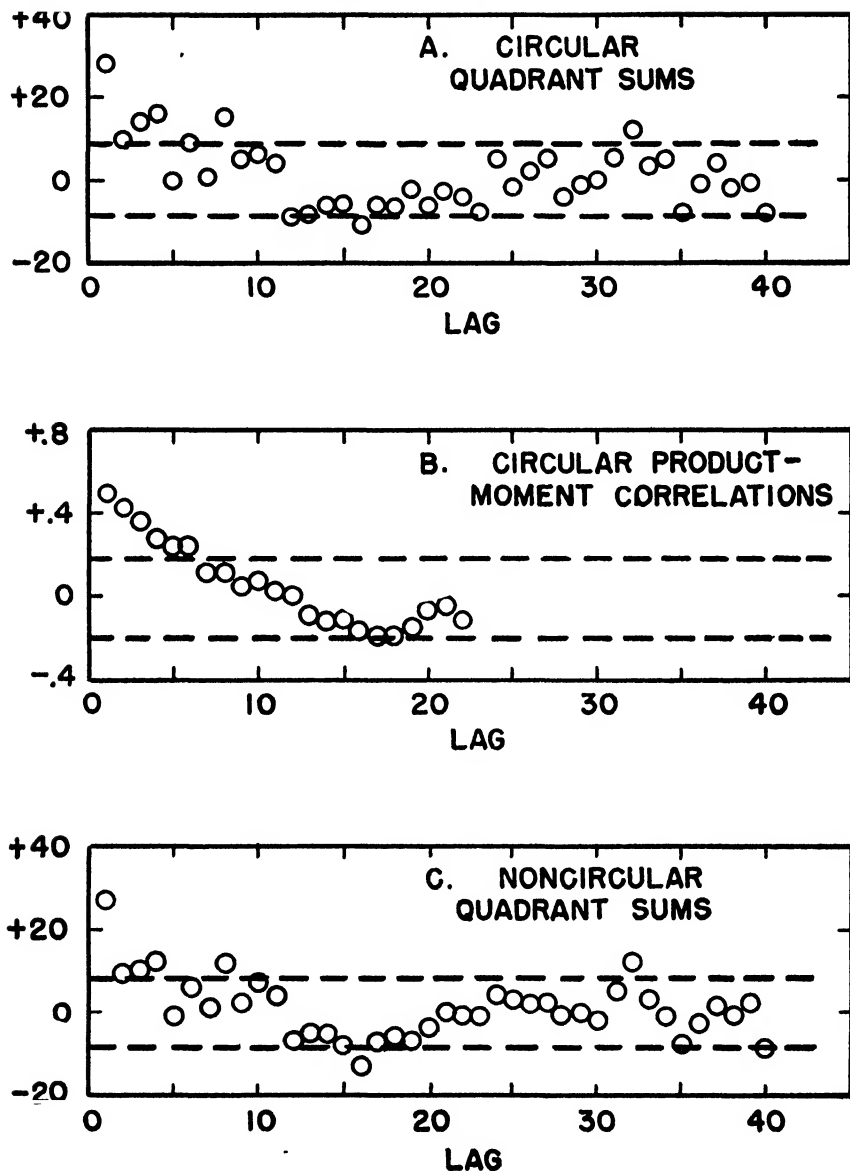 +40
A. CIRCULAR
QUADRANT SUMS
+20
0
-20
0 10 20 30 40
LAG
+.8
B. CIRCULAR PRODUCT-
MOMENT CORRELATIONS
+.4
0
-.4
0 10 20 30 40
LAG
+40
C. NONCIRCULAR
QUADRANT SUMS
+20
0
-20
0 10 20 30 40
LAG